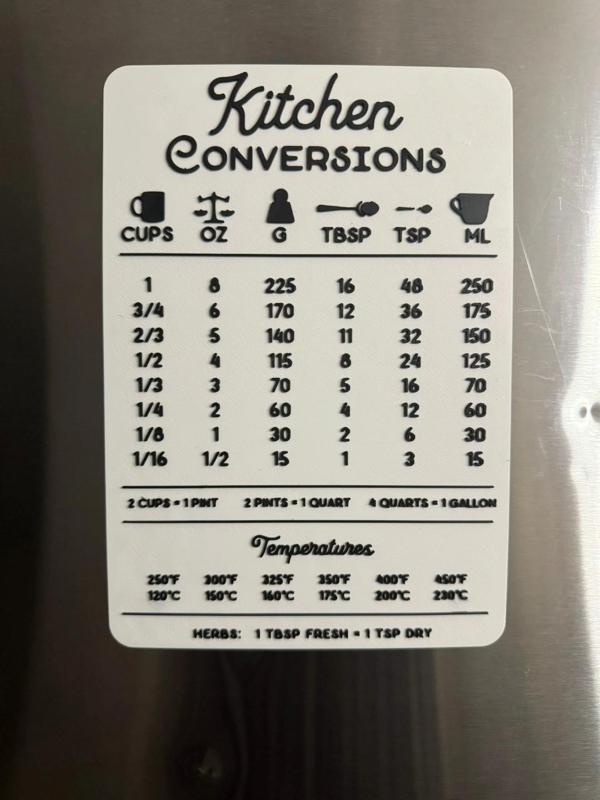 Kitchen
CONVERSIONS
CUPS OZ G TBSP TSP ML
1 8 225 16 48 250
3/4 6 170 12 36 175
2/3 5 140 11 32 150
1/2 4 115 8 24 125
1/3 3 70 5 16 70
1/4 2 60 4 12 60
1/8 1 30 2 6 30
1/16 1/2 15 1 3 15
2 CUPS = 1 PINT 2 PINTS = 1 QUART 4 QUARTS = 1 GALLON
Temperatures
250°F 300°F 325°F 350°F 400°F 450°F
120°C 150°C 160°C 175°C 200°C 230°C
HERBS: 1 TBSP FRESH = 1 TSP DRY